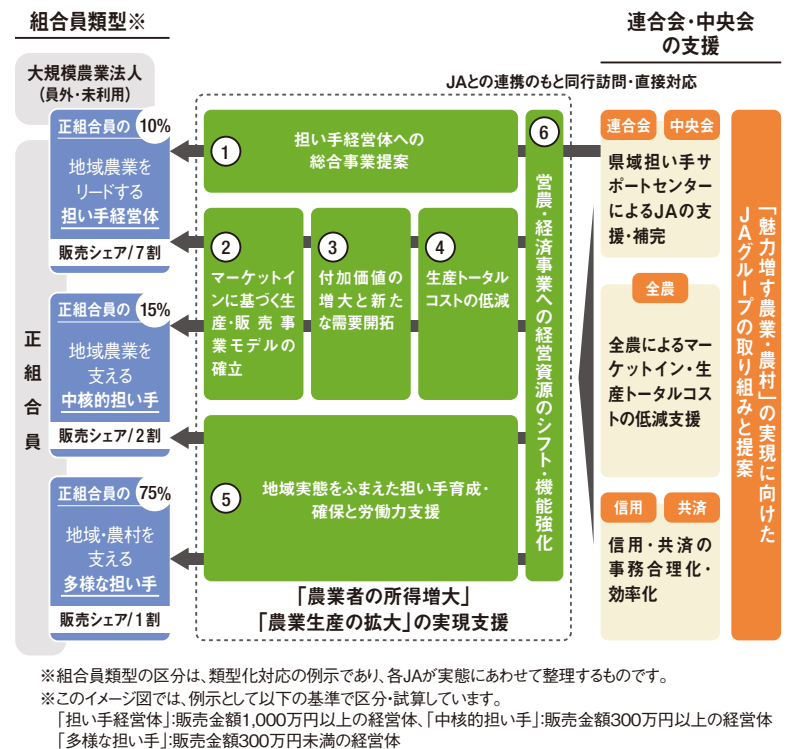 組合員類型※
大規模農業法人
（員外・未利用）
正組合員
正組合員の 10%
地域農業を
リードする
担い手経営体
販売シェア/7割
正組合員の 15%
地域農業を
支える
中核的担い手
販売シェア/2割
正組合員の 75%
地域・農村を
支える
多様な担い手
販売シェア/1割
JAとの連携のもと同行訪問・直接対応
①
担い手経営体への
総合事業提案
②
マーケットイ
ンに基づく生
産・販売事
業モデルの
確立
③
付加価値の
増大と新た
な需要開拓
④
生産トータル
コストの低減
⑤
地域実態をふまえた担い手育成・
確保と労働力支援
⑥
営農・経済事業への経営資源のシフト・機能強化
「農業者の所得増大」
「農業生産の拡大」の実現支援
連合会・中央会
の支援
連合会 中央会
県域担い手サ
ポートセンター
によるJAの支
援・補完
全農
全農によるマー
ケットイン・生
産トータルコス
トの低減支援
信用 共済
信用・共済の
事務合理化・
効率化
「魅力増す農業・農村」の実現に向けた
JAグループの取り組みと提案
※組合員類型の区分は、類型化対応の例示であり、各JAが実態にあわせて整理するものです。
※このイメージ図では、例示として以下の基準で区分・試算しています。
「担い手経営体」:販売金額1,000万円以上の経営体、「中核的担い手」:販売金額300万円以上の経営体
「多様な担い手」:販売金額300万円未満の経営体